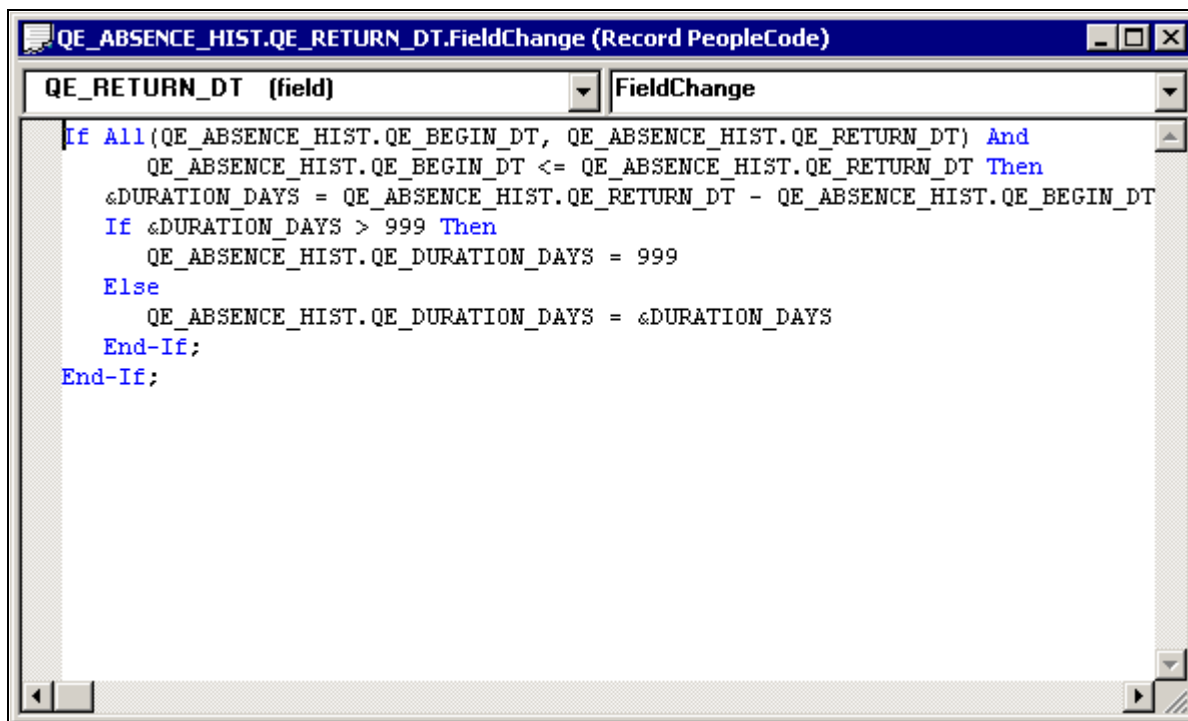 QE_ABSENCE_HIST.QE_RETURN_DT.FieldChange (Record PeopleCode)
QE_RETURN_DT (field) FieldChange
If All(QE_ABSENCE_HIST.QE_BEGIN_DT, QE_ABSENCE_HIST.QE_RETURN_DT) And
QE_ABSENCE_HIST.QE_BEGIN_DT <= QE_ABSENCE_HIST.QE_RETURN_DT Then
&DURATION_DAYS = QE_ABSENCE_HIST.QE_RETURN_DT - QE_ABSENCE_HIST.QE_BEGIN_DT
If &DURATION_DAYS > 999 Then
QE_ABSENCE_HIST.QE_DURATION_DAYS = 999
Else
QE_ABSENCE_HIST.QE_DURATION_DAYS = &DURATION_DAYS
End-If;
End-If;